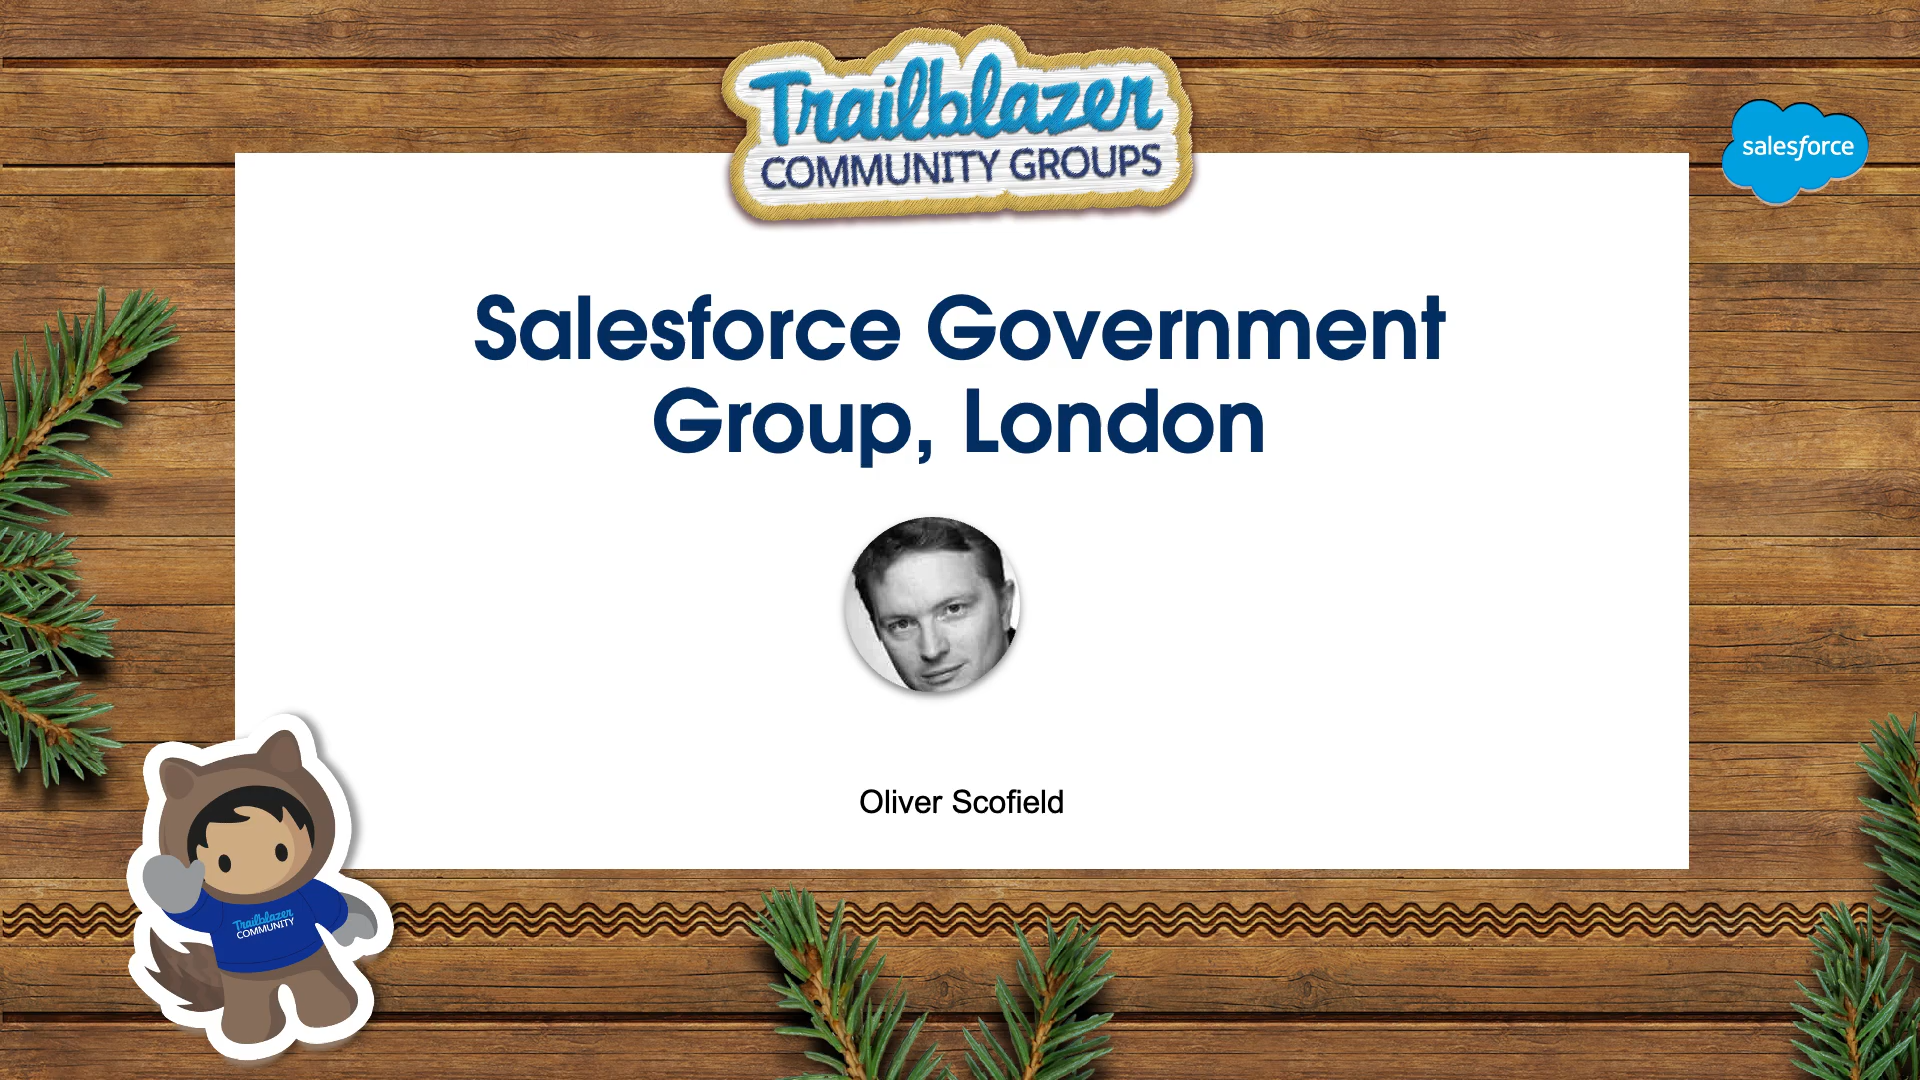 Trailblazer
COMMUNITY GROUPS
salesforce
Salesforce Government
Group, London
Oliver Scofield
Trailblazer
COMMUNITY